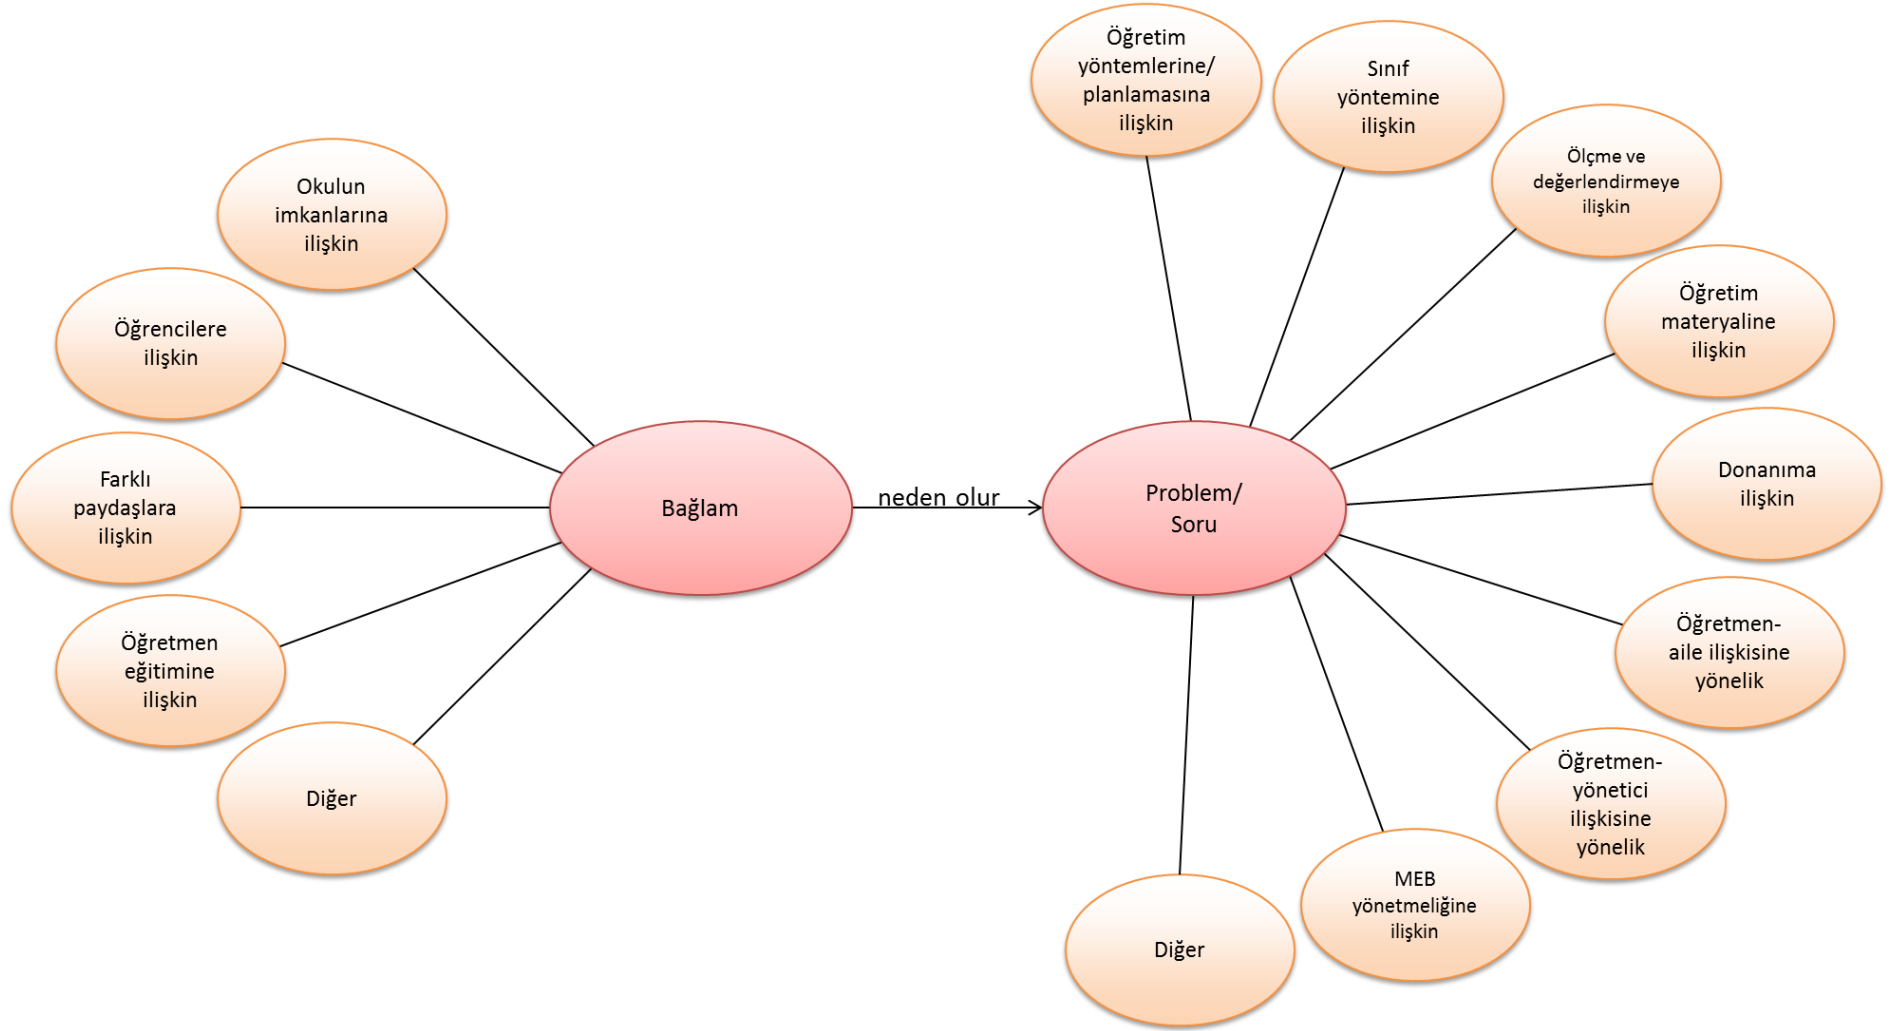 Okulun
imkanlarına
ilişkin
Öğrencilere
ilişkin
Farklı
paydaşlara
ilişkin
Öğretmen
eğitimine
ilişkin
Diğer
Bağlam
neden olur
Problem/
Soru
Öğretim
yöntemlerine/
planlamasına
ilişkin
Sınıf
yöntemine
ilişkin
Ölçme ve
değerlendirmeye
ilişkin
Öğretim
materyaline
ilişkin
Donanıma
ilişkin
Öğretmen-
aile ilişkisine
yönelik
Öğretmen-
yönetici
ilişkisine
yönelik
MEB
yönetmeliğine
ilişkin
Diğer